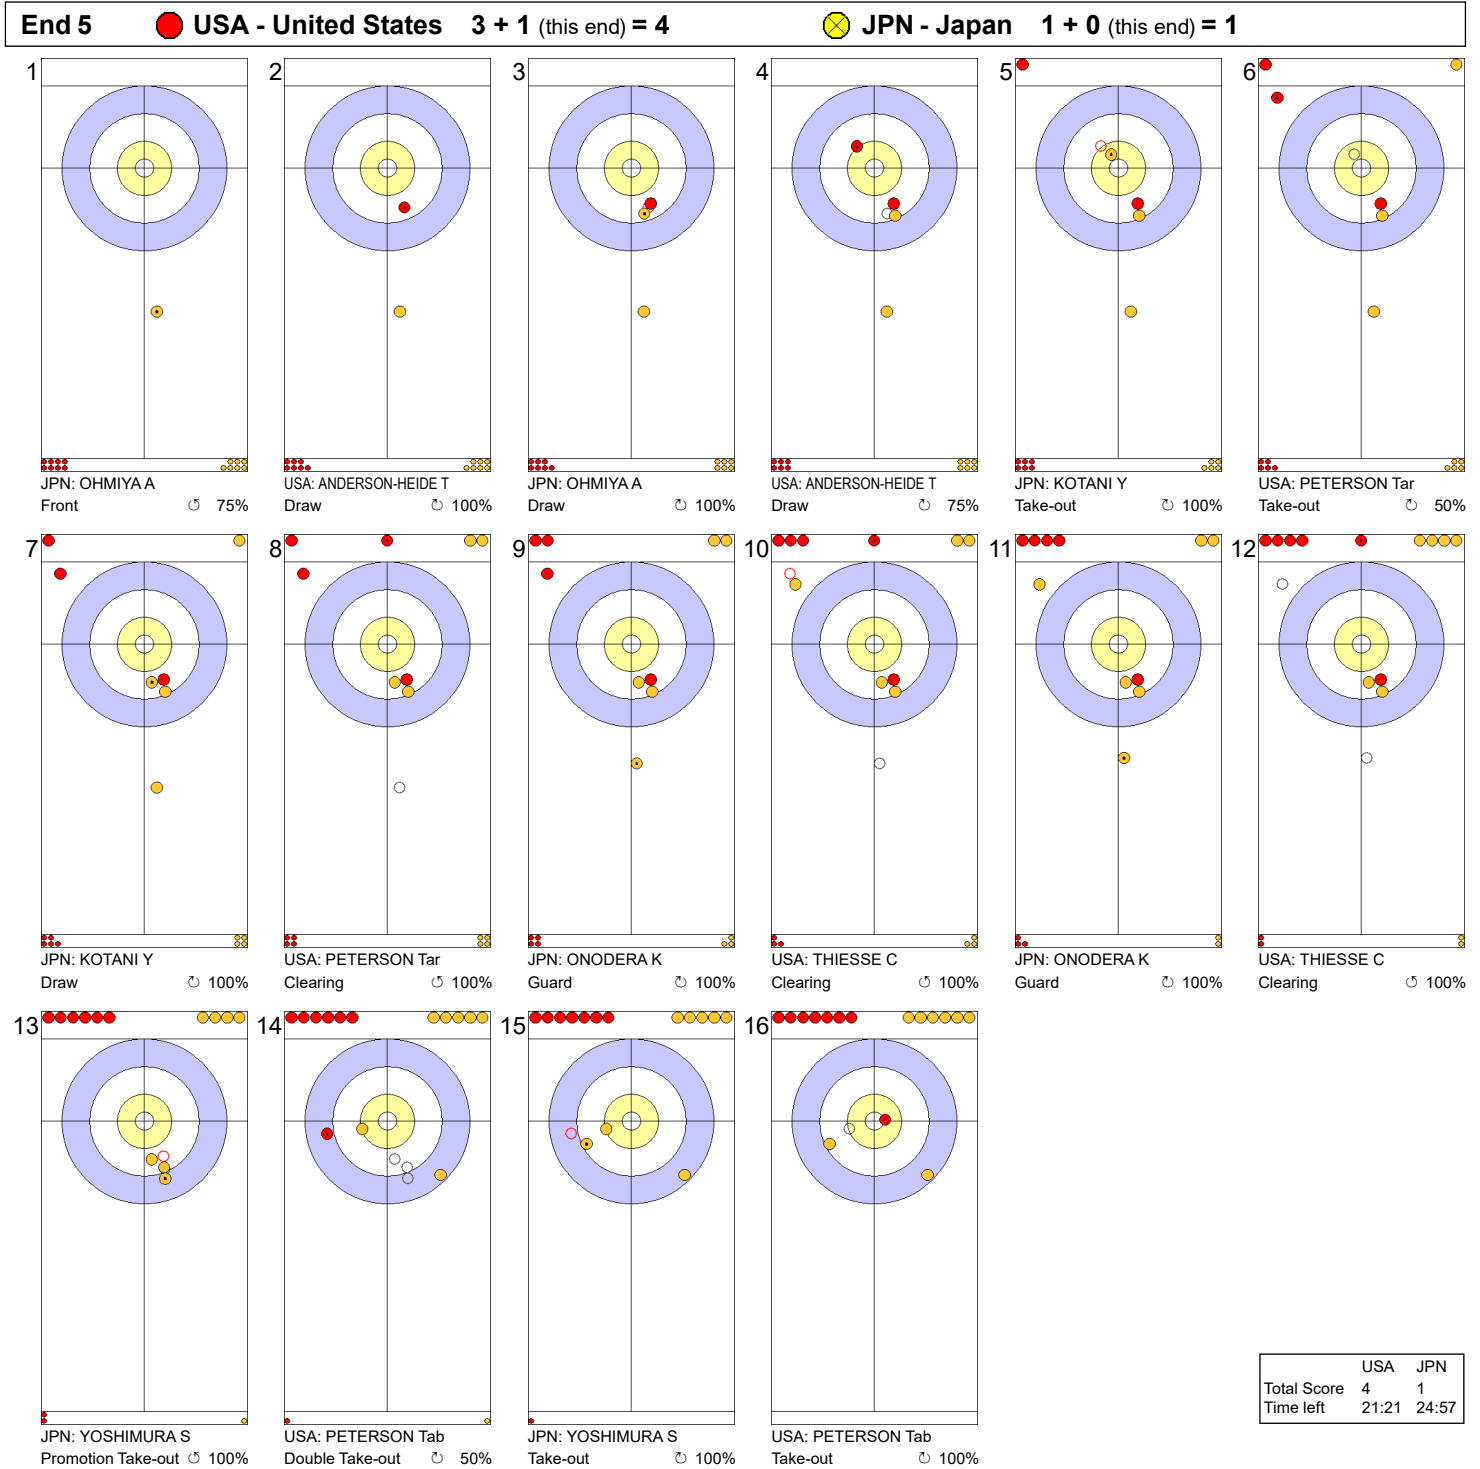 End 5 USA - United States 3 + 1 (this end) = 4 JPN - Japan 1 + 0 (this end) = 1
1 2 3 4 5 6
JPN: OHMIYA A USA: ANDERSON-HEIDE T JPN: OHMIYA A USA: ANDERSON-HEIDE T JPN: KOTANI Y USA: PETERSON Tar
Front ↺ 75% Draw ↻ 100% Draw ↻ 100% Draw ↺ 75% Take-out ↻ 100% Take-out ↻ 50%
7 8 9 10 11 12
JPN: KOTANI Y USA: PETERSON Tar JPN: ONODERA K USA: THIESSE C JPN: ONODERA K USA: THIESSE C
Draw ↻ 100% Clearing ↻ 100% Guard ↻ 100% Clearing ↻ 100% Guard ↻ 100% Clearing ↻ 100%
13 14 15 16
USA JPN
Total Score 4 1
Time left 21:21 24:57
JPN: YOSHIMURA S USA: PETERSON Tab JPN: YOSHIMURA S USA: PETERSON Tab
Promotion Take-out ↺ 100% Double Take-out ↻ 50% Take-out ↻ 100% Take-out ↻ 100%